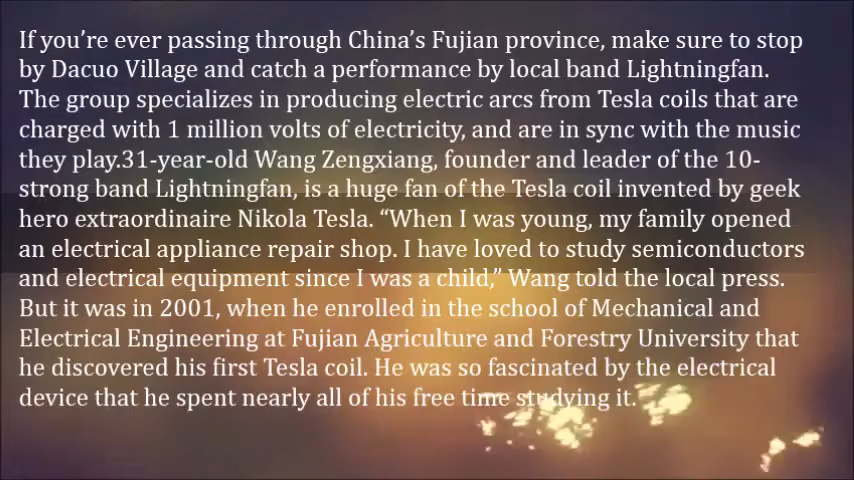 If you’re ever passing through China’s Fujian province, make sure to stop
by Dacuo Village and catch a performance by local band Lightningfan.
The group specializes in producing electric arcs from Tesla coils that are
charged with 1 million volts of electricity, and are in sync with the music
they play.31-year-old Wang Zengxiang, founder and leader of the 10-
strong band Lightningfan, is a huge fan of the Tesla coil invented by geek
hero extraordinaire Nikola Tesla. “When I was young, my family opened
an electrical appliance repair shop. I have loved to study semiconductors
and electrical equipment since I was a child,” Wang told the local press.
But it was in 2001, when he enrolled in the school of Mechanical and
Electrical Engineering at Fujian Agriculture and Forestry University that
he discovered his first Tesla coil. He was so fascinated by the electrical
device that he spent nearly all of his free time studying it.